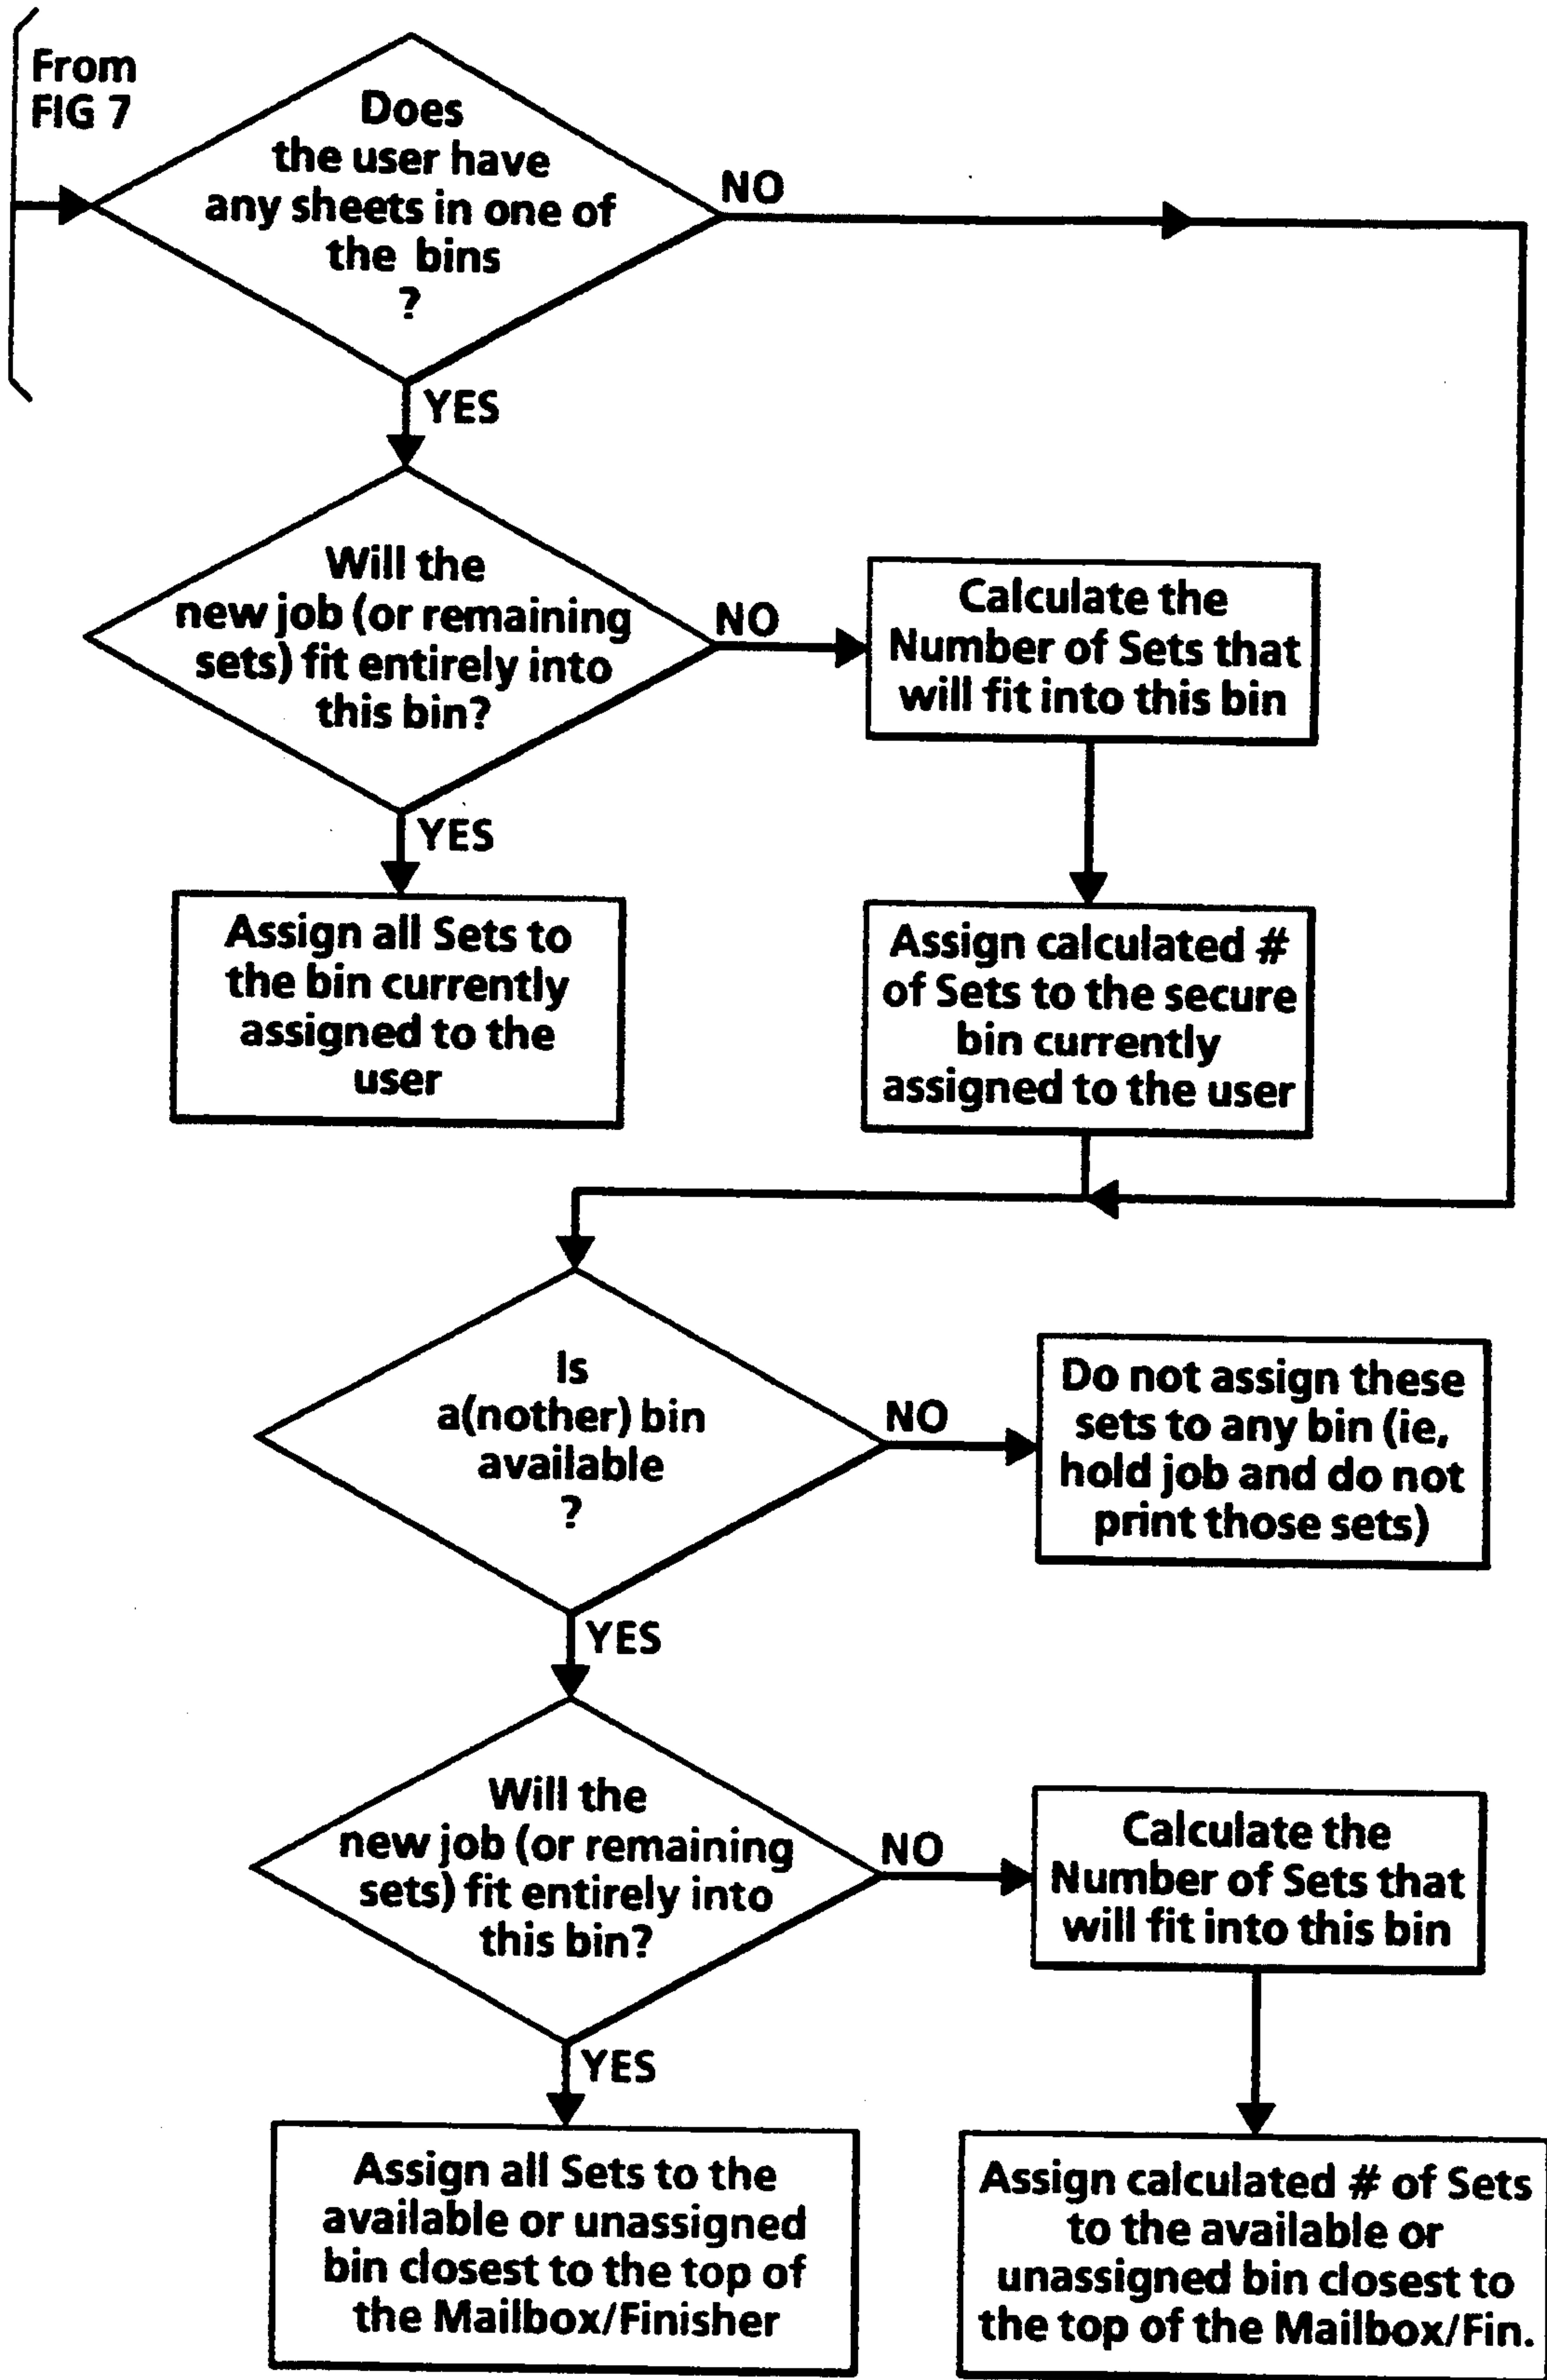 From
FIG 7
Does
the user have
any sheets in one of
the bins
?
NO
YES
Will the
new job (or remaining
sets) fit entirely into
this bin?
NO
Calculate the
Number of Sets that
will fit into this bin
YES
Assign all Sets to
the bin currently
assigned to the
user
Assign calculated #
of Sets to the secure
bin currently
assigned to the user
Is
a(nother) bin
available
?
NO
Do not assign these
sets to any bin (ie,
hold job and do not
print those sets)
YES
Will the
new job (or remaining
sets) fit entirely into
this bin?
NO
Calculate the
Number of Sets that
will fit into this bin
YES
Assign all Sets to the
available or unassigned
bin closest to the top of
the Mailbox/Finisher
Assign calculated # of Sets
to the available or
unassigned bin closest to
the top of the Mailbox/Fin.